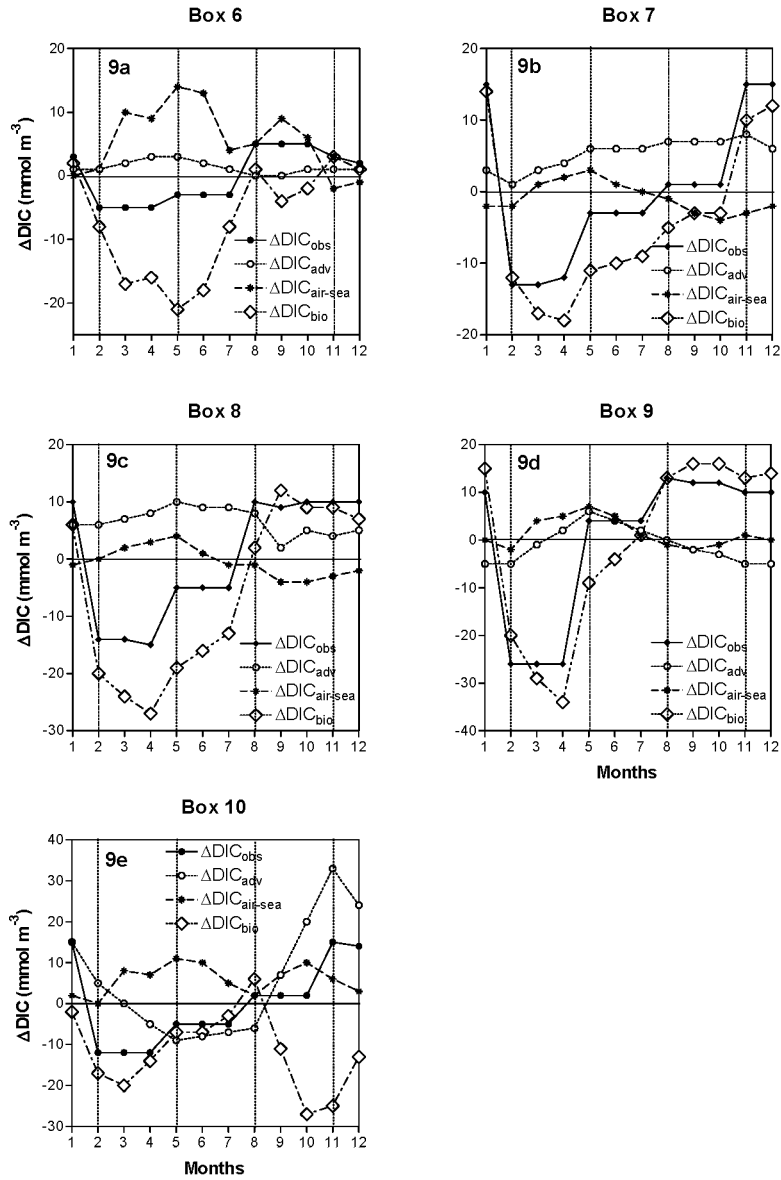 Box 6
9a
ΔDIC (mmol m-3)
20
10
0
-10
-20
ΔDICobs
ΔDICadv
ΔDICair-sea
ΔDICbio
1 2 3 4 5 6 7 8 9 10 11 12
Box 7
9b
20
10
0
-10
-20
ΔDICobs
ΔDICadv
ΔDICair-sea
ΔDICbio
1 2 3 4 5 6 7 8 9 10 11 12
Box 8
9c
ΔDIC (mmol m-3)
20
10
0
-10
-20
-30
ΔDICobs
ΔDICadv
ΔDICair-sea
ΔDICbio
1 2 3 4 5 6 7 8 9 10 11 12
Box 9
9d
20
10
0
-10
-20
-30
-40
ΔDICobs
ΔDICadv
ΔDICair-sea
ΔDICbio
1 2 3 4 5 6 7 8 9 10 11 12
Months
Box 10
9e
ΔDIC (mmol m-3)
40
30
20
10
0
-10
-20
-30
ΔDICobs
ΔDICadv
ΔDICair-sea
ΔDICbio
1 2 3 4 5 6 7 8 9 10 11 12
Months